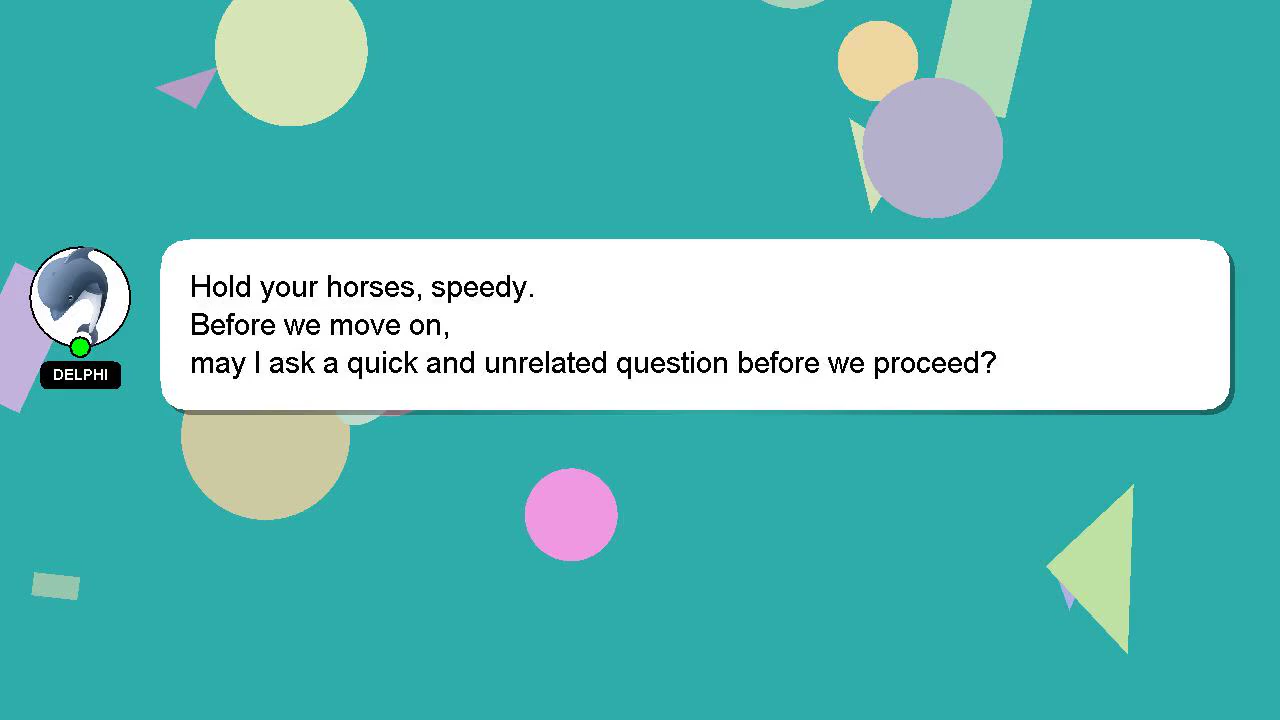 Hold your horses, speedy.
Before we move on,
may I ask a quick and unrelated question before we proceed?
DELPHI